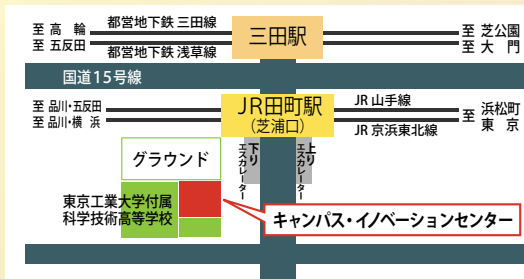 至 高 輪
至 五反田
都営地下鉄 三田線
都営地下鉄 浅草線
三田駅
至 芝公園
至 大 門
国道15号線
至 品川・五反田
至 品川・横 浜
JR田町駅
(芝浦口)
JR 山手線
JR 京浜東北線
至 浜松町
東 京
グラウンド
下り
エスカレーター
上り
エスカレーター
東京工業大学付属
科学技術高等学校
キャンパス・イノベーションセンター